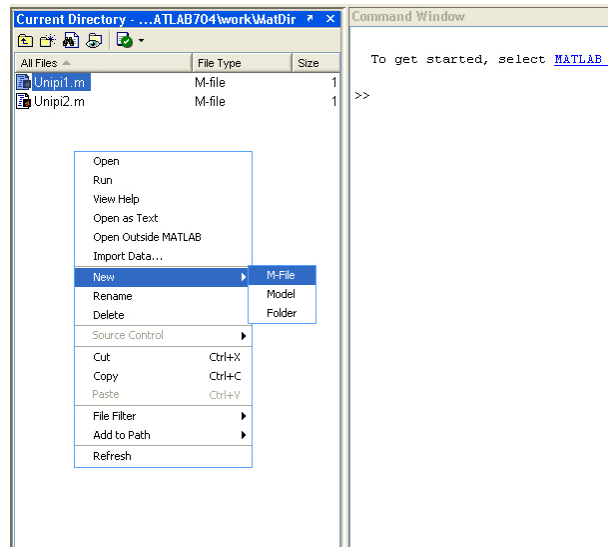 Current Directory - ...ATLAB704\work\MatDir
Command Window
All Files File Type Size
Unipi1.m M-file 1
Unipi2.m M-file 1
To get started, select MATLAB
>>
Open
Run
View Help
Open as Text
Open Outside MATLAB
Import Data...
New
M-File
Model
Folder
Rename
Delete
Source Control
Cut Ctrl+X
Copy Ctrl+C
Paste Ctrl+V
File Filter
Add to Path
Refresh